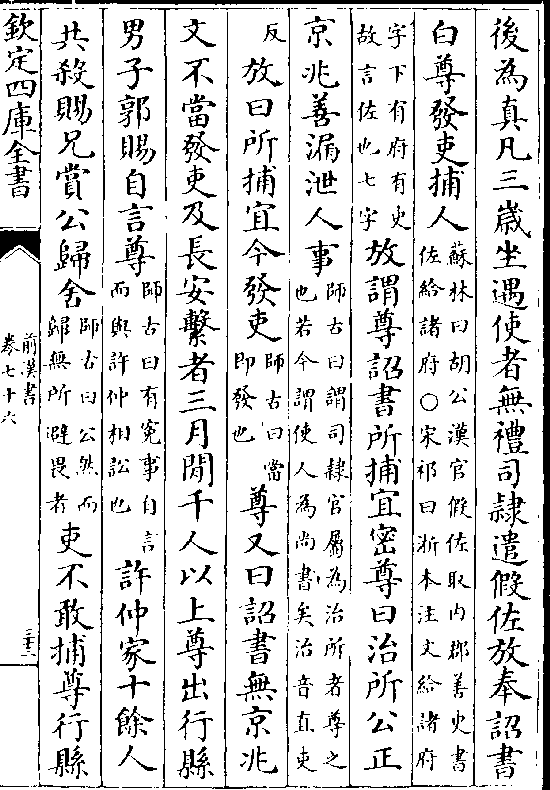 後為真凡三歲坐遇使者無禮司隷遣假佐放奉詔書
白尊發吏捕人蘇林曰胡公漢官假佐取内郡善史書佐給諸府○宋祁曰淅本注文給諸府
字下有府有史故言佐也七字放謂尊詔書所捕宜密尊曰治所公正
京兆善漏泄人事師古曰謂司隷官屬為治所者尊之也若今謂使人為尚書矣治音直吏
反放曰所捕宜今發吏師古曰當即發也尊又曰詔書無京兆
文不當發吏及長安繫者三月閒千人以上尊出行縣
男子郭賜自言尊師古曰有寃事自言而與許仲相訟也許仲家十餘人
共殺賜兄賞公歸舍師古曰公然而歸無所避畏者吏不敢捕尊行縣
欽定四庫全書
前漢書
卷七十六